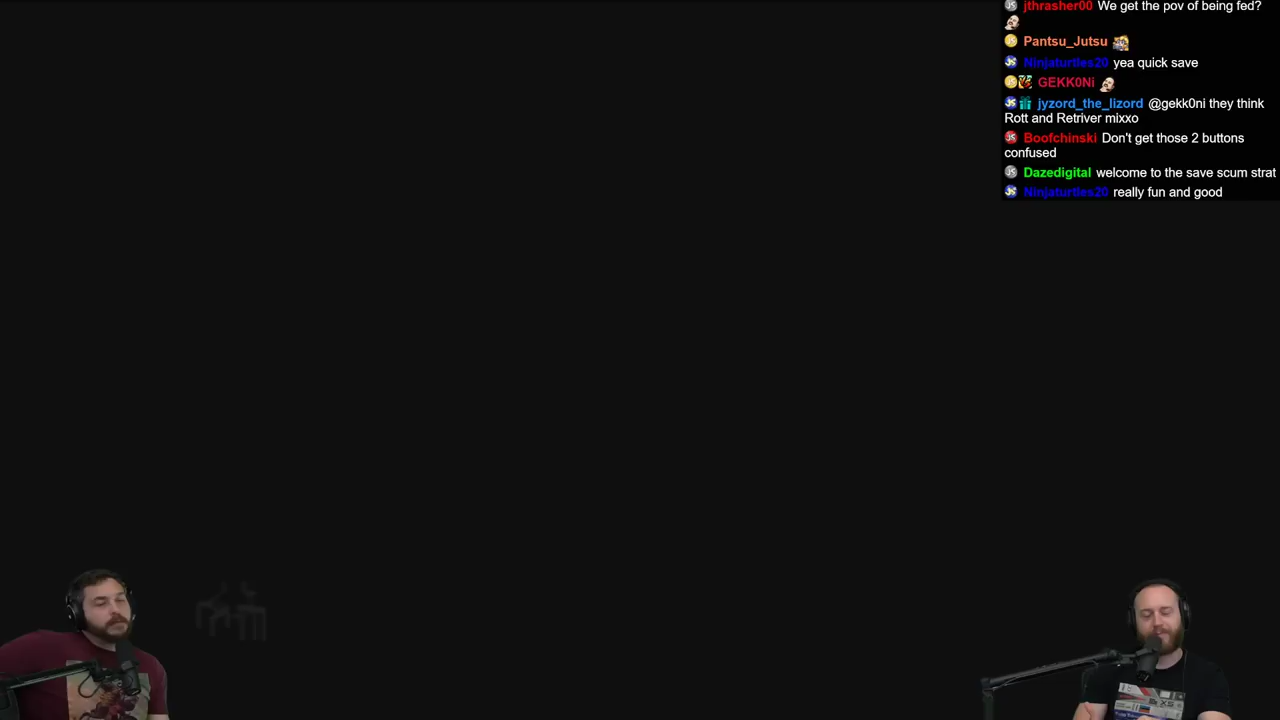 jthrasher00 We get the pov of being fed?
Pantsu_Jutsu
Ninjaturtles20 yea quick save
GEKK0Ni
jyzord_the_lizord @gekk0ni they think
Rott and Retriver mixxo
Boofchinski Don't get those 2 buttons
confused
Dazedigital welcome to the save scum strat
Ninjaturtles20 really fun and good